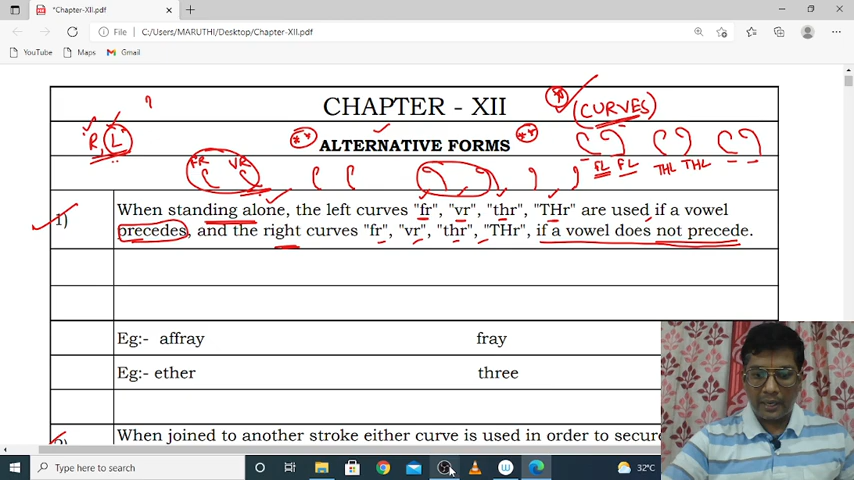 *Chapter-XII.pdf
File | C:/Users/MARUTHI/Desktop/Chapter-XII.pdf
YouTube Maps Gmail
CHAPTER - XII
(CURVES)
R, L
ALTERNATIVE FORMS
FR VR
FL FL THL THL
1) When standing alone, the left curves "fr", "vr", "thr", "THr" are used if a vowel
precedes, and the right curves "fr", "vr", "thr", "THr", if a vowel does not precede.
Eg:- affray fray
Eg:- ether three
When joined to another stroke either curve is used in order to secure
Type here to search
32°C